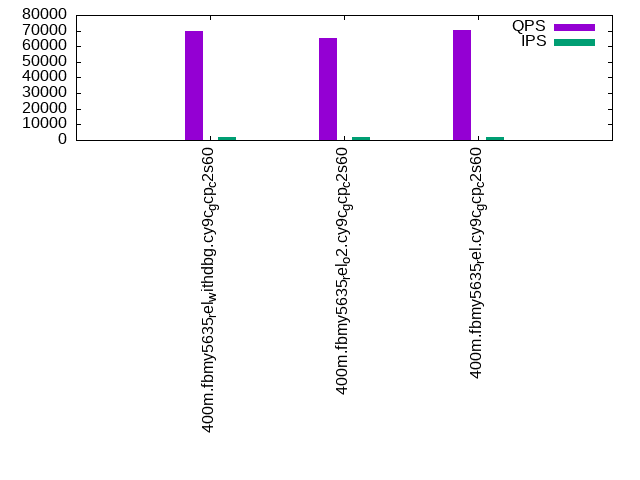 80000
70000
60000
50000
40000
30000
20000
10000
0
QPS
IPS
400m.fbmy5635relwithdbg.cy9cgcpc2s60
400m.fbmy5635relo2.cy9cgcpc2s60
400m.fbmy5635rel.cy9cgcpc2s60